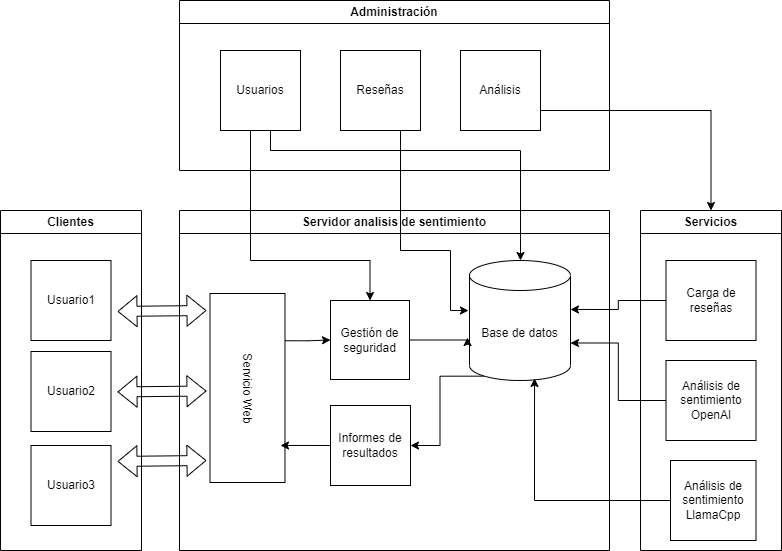 Administración
Usuarios
Reseñas
Análisis
Clientes
Usuario1
Usuario2
Usuario3
Servidor analisis de sentimiento
Servicio Web
Gestión de
seguridad
Informes de
resultados
Base de datos
Servicios
Carga de
reseñas
Análisis de
sentimiento
OpenAI
Análisis de
sentimiento
LlamaCpp